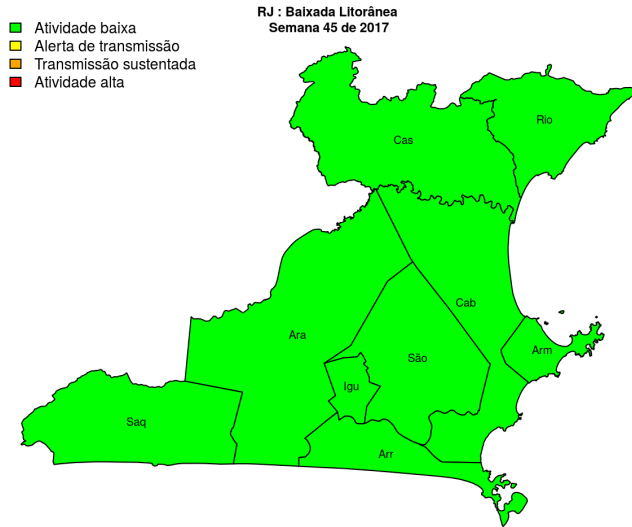 RJ : Baixada Litorânea
Semana 45 de 2017
Atividade baixa
Alerta de transmissão
Transmissão sustentada
Atividade alta
Rio
Cas
Cab
Ara
Arm
São
Igu
Saq
Arr